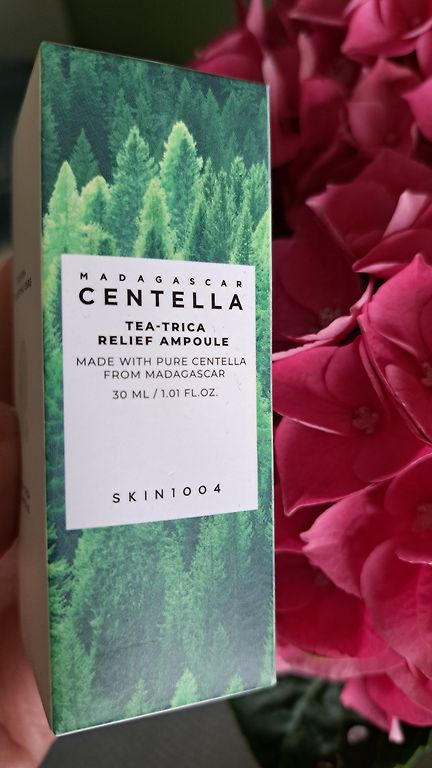 MADAGASCAR
CENTELLA
TEA-TRICA
RELIEF AMPOULE
MADE WITH PURE CENTELLA
FROM MADAGASCAR
30 ML / 1.01 FL.OZ.
SKIN1004